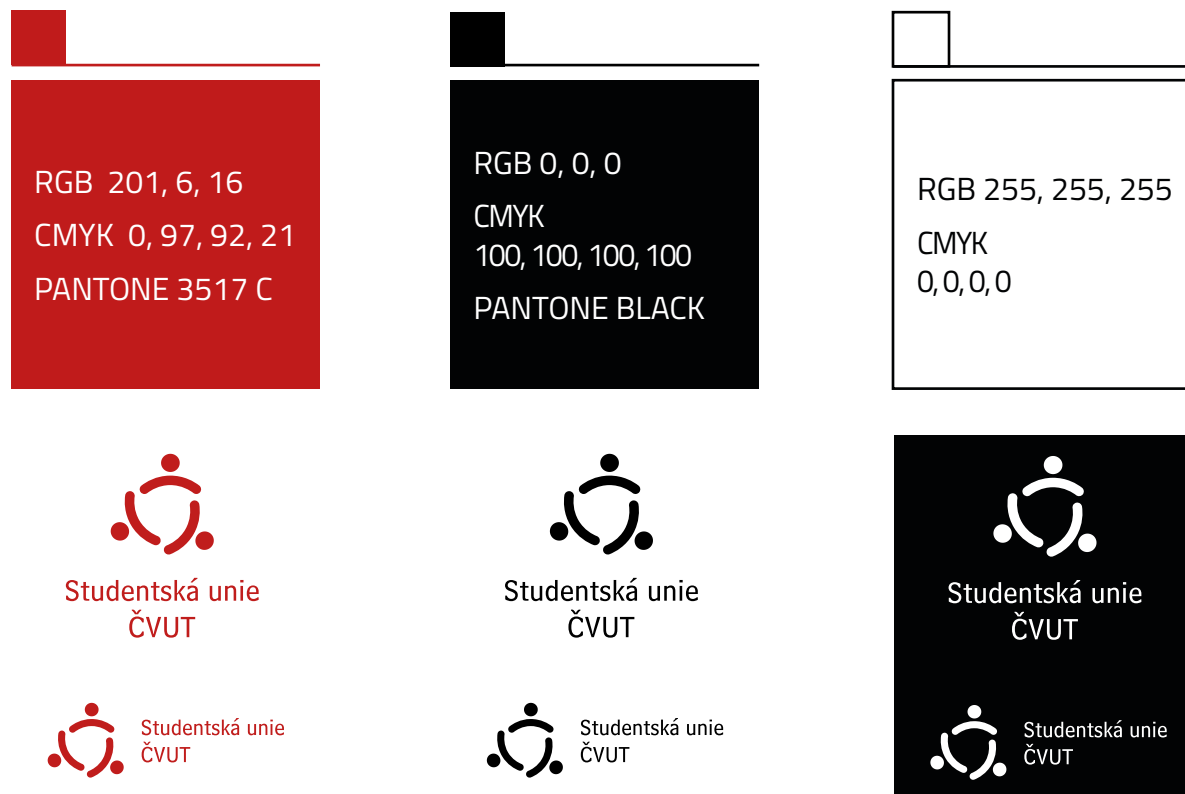 RGB 201, 6, 16
CMYK 0, 97, 92, 21
PANTONE 3517 C
RGB 0, 0, 0
CMYK
100, 100, 100, 100
PANTONE BLACK
RGB 255, 255, 255
CMYK
0, 0, 0, 0
Studentská unie
ČVUT
Studentská unie
ČVUT
Studentská unie
ČVUT
Studentská unie
ČVUT
Studentská unie
ČVUT
Studentská unie
ČVUT